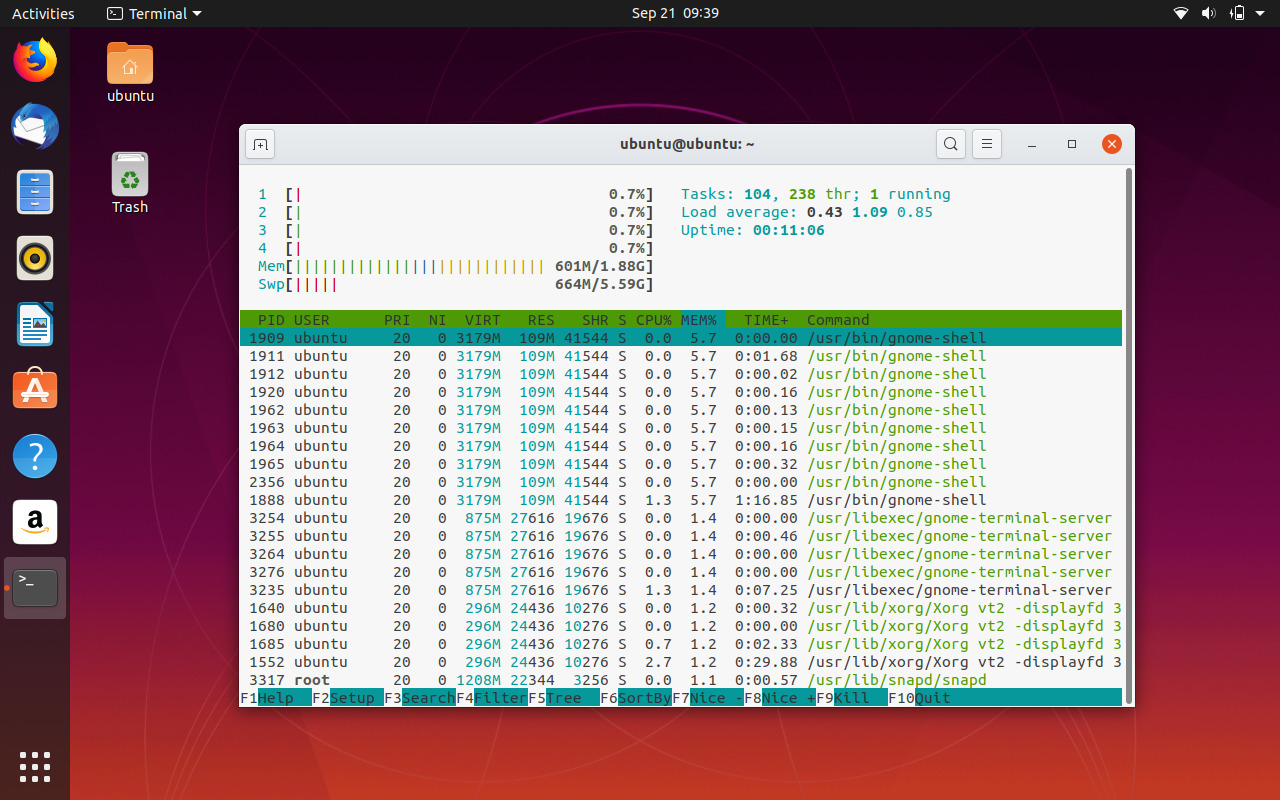 Activities Terminal Sep 21 09:39
ubuntu
Trash
ubuntu@ubuntu: ~
1 [| 0.7%] Tasks: 104, 238 thr; 1 running
2 [| 0.7%] Load average: 0.43 1.09 0.85
3 [| 0.7%] Uptime: 00:11:06
4 [| 0.7%]
Mem[|||||||||||||||||||||||||||| 601M/1.88G]
Swp[||||| 664M/5.59G]
PID USER PRI NI VIRT RES SHR S CPU% MEM% TIME+ Command
1909 ubuntu 20 0 3179M 109M 41544 S 0.0 5.7 0:00.00 /usr/bin/gnome-shell
1911 ubuntu 20 0 3179M 109M 41544 S 0.0 5.7 0:01.68 /usr/bin/gnome-shell
1912 ubuntu 20 0 3179M 109M 41544 S 0.0 5.7 0:00.02 /usr/bin/gnome-shell
1920 ubuntu 20 0 3179M 109M 41544 S 0.0 5.7 0:00.16 /usr/bin/gnome-shell
1962 ubuntu 20 0 3179M 109M 41544 S 0.0 5.7 0:00.13 /usr/bin/gnome-shell
1963 ubuntu 20 0 3179M 109M 41544 S 0.0 5.7 0:00.15 /usr/bin/gnome-shell
1964 ubuntu 20 0 3179M 109M 41544 S 0.0 5.7 0:00.16 /usr/bin/gnome-shell
1965 ubuntu 20 0 3179M 109M 41544 S 0.0 5.7 0:00.32 /usr/bin/gnome-shell
2356 ubuntu 20 0 3179M 109M 41544 S 0.0 5.7 0:00.00 /usr/bin/gnome-shell
1888 ubuntu 20 0 3179M 109M 41544 S 1.3 5.7 1:16.85 /usr/bin/gnome-shell
3254 ubuntu 20 0 875M 27616 19676 S 0.0 1.4 0:00.00 /usr/libexec/gnome-terminal-server
3255 ubuntu 20 0 875M 27616 19676 S 0.0 1.4 0:00.46 /usr/libexec/gnome-terminal-server
3264 ubuntu 20 0 875M 27616 19676 S 0.0 1.4 0:00.00 /usr/libexec/gnome-terminal-server
3276 ubuntu 20 0 875M 27616 19676 S 0.0 1.4 0:00.00 /usr/libexec/gnome-terminal-server
3235 ubuntu 20 0 875M 27616 19676 S 1.3 1.4 0:07.25 /usr/libexec/gnome-terminal-server
1640 ubuntu 20 0 296M 24436 10276 S 0.0 1.2 0:00.32 /usr/lib/xorg/Xorg vt2 -displayfd 3
1680 ubuntu 20 0 296M 24436 10276 S 0.0 1.2 0:00.00 /usr/lib/xorg/Xorg vt2 -displayfd 3
1685 ubuntu 20 0 296M 24436 10276 S 0.7 1.2 0:02.33 /usr/lib/xorg/Xorg vt2 -displayfd 3
1552 ubuntu 20 0 296M 24436 10276 S 2.7 1.2 0:29.88 /usr/lib/xorg/Xorg vt2 -displayfd 3
3317 root 20 0 1208M 22344 3256 S 0.0 1.1 0:00.57 /usr/lib/snapd/snapd
F1Help F2Setup F3SearchF4FilterF5Tree F6SortByF7Nice -F8Nice +F9Kill F10Quit